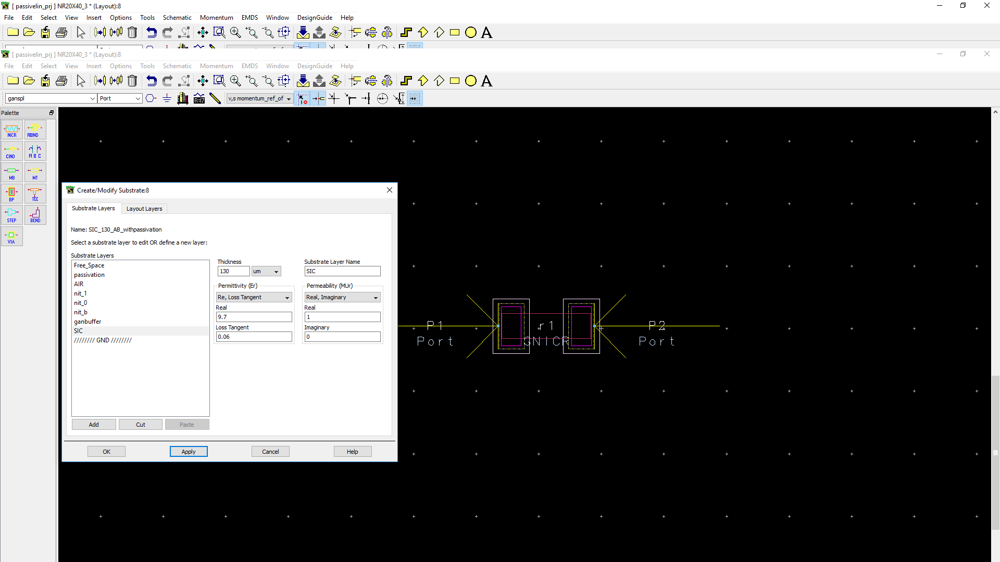 [ passivelin_prj ] NR20X40_3 * (Layout):8
File Edit Select View Insert Options Tools Schematic Momentum EMDS Window DesignGuide Help
A
[ passivelin_prj ] NR20X40_3 * (Layout):8
File Edit Select View Insert Options Tools Schematic Momentum EMDS Window DesignGuide Help
A
ganspl Port v,s momentum_ref_of
Palette
NICR ABIND
CIND A B C
MB MT
BP TEE
STEP BEND
VIA
Create/Modify Substrate:8
Substrate Layers Layout Layers
Name: SIC_130_AB_withpassivation
Select a substrate layer to edit OR define a new layer:
Substrate Layers
Free_Space
passivation
AIR
nit_1
nit_0
nit_b
ganbuffer
SIC
//////// GND ////////
Thickness
130 um
Substrate Layer Name
SIC
Permittivity (Er)
Re, Loss Tangent
Real
9.7
Loss Tangent
0.06
Permeability (MUr)
Real, Imaginary
Real
1
Imaginary
0
Add Cut Paste
OK Apply Cancel Help
P1 r1 P2
Port GNICR Port